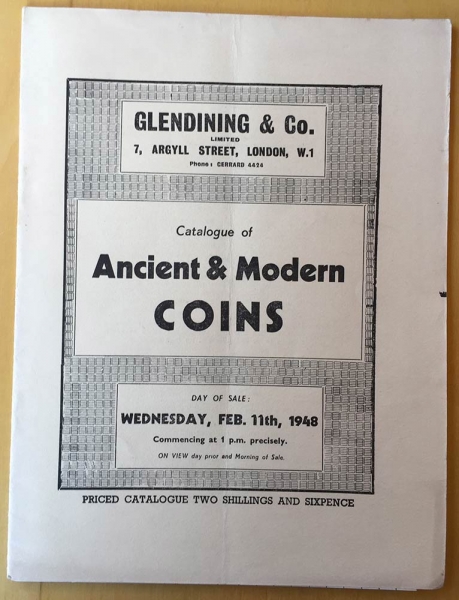 GLENDINING & Co.
LIMITED
7, ARGYLL STREET, LONDON, W.1
Phone: GERRARD 4424
Catalogue of
Ancient & Modern
COINS
DAY OF SALE:
WEDNESDAY, FEB. 11th, 1948
Commencing at 1 p.m. precisely.
ON VIEW day prior and Morning of Sale.
PRICED CATALOGUE TWO SHILLINGS AND SIXPENCE